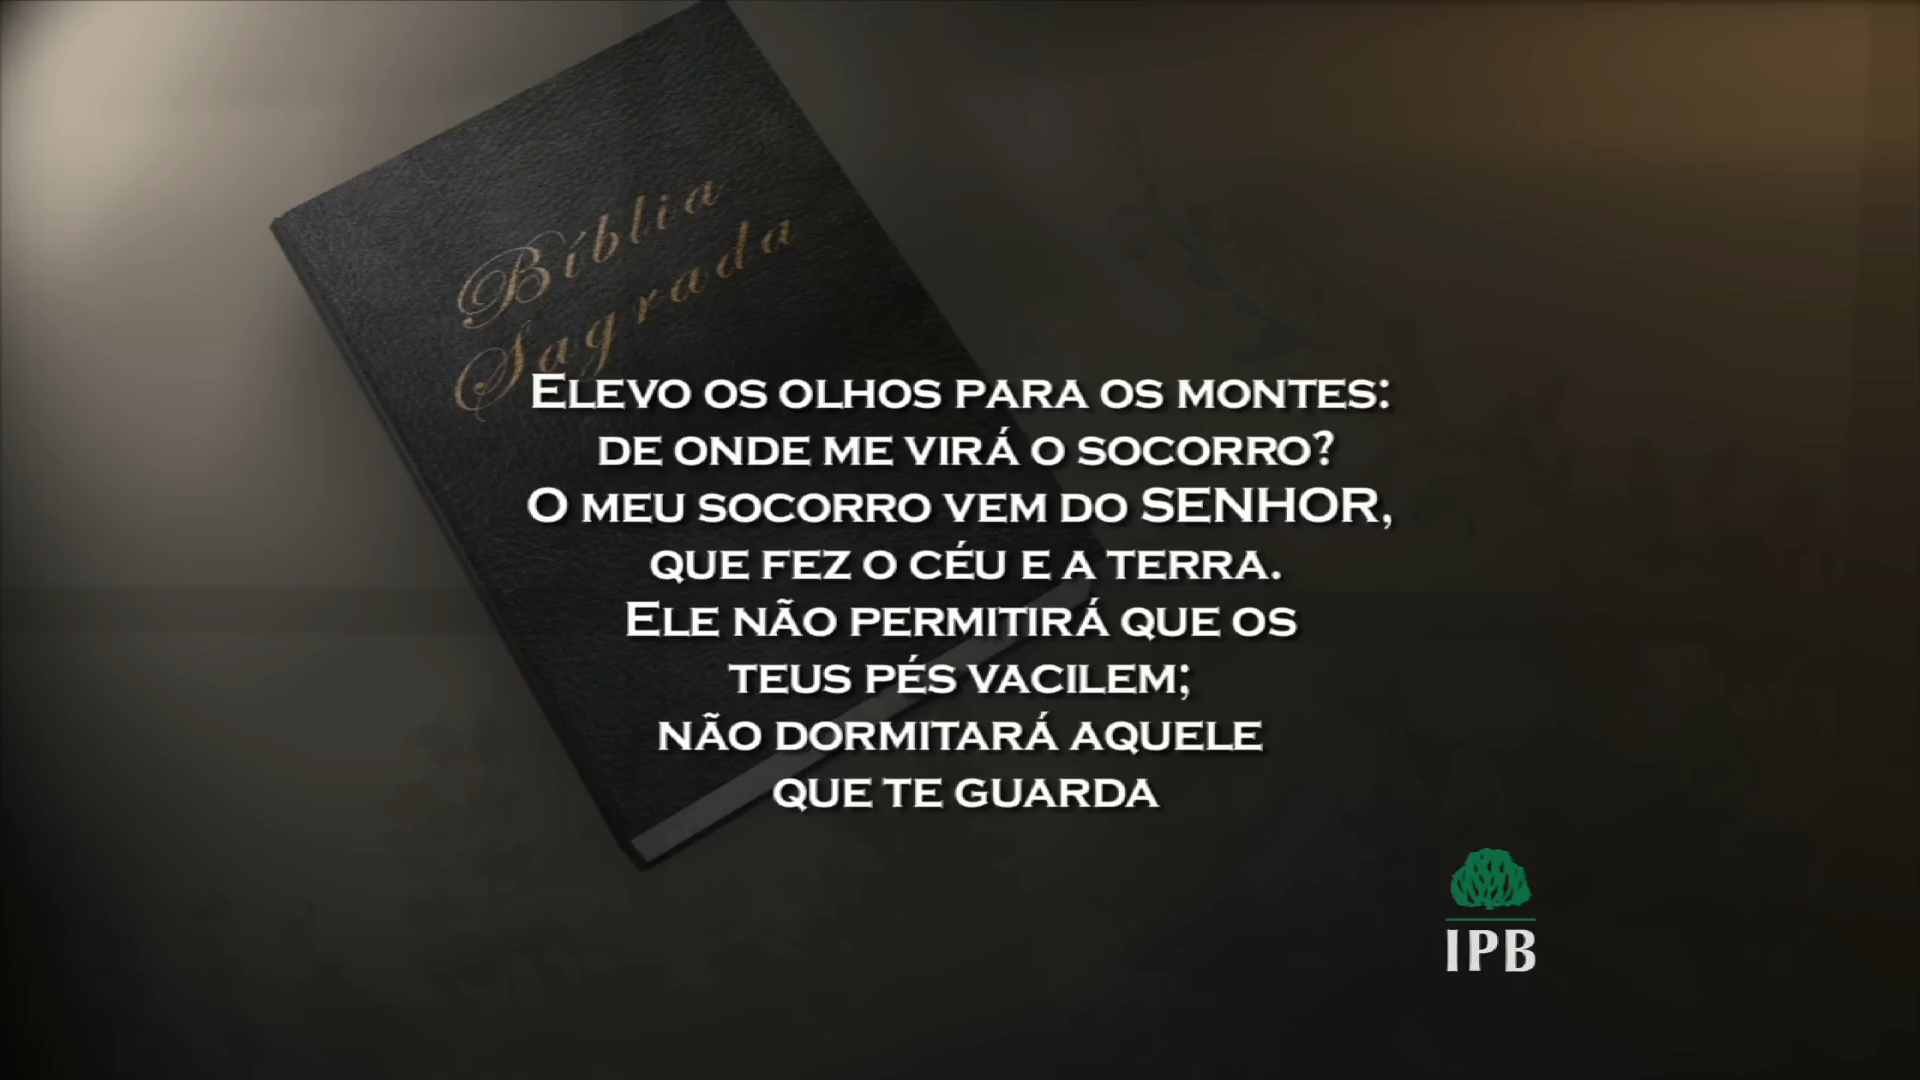 Bíblia
Sagrada
Elevo os olhos para os montes:
de onde me virá o socorro?
O meu socorro vem do SENHOR,
que fez o céu e a terra.
Ele não permitirá que os
teus pés vacilem;
não dormitará aquele
que te guarda
IPB